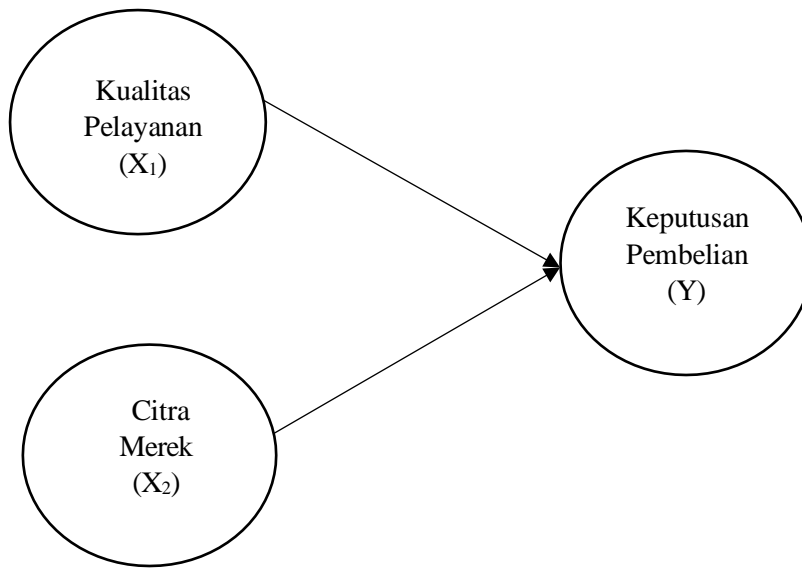 Kualitas
Pelayanan
(X₁)
Keputusan
Pembelian
(Y)
Citra
Merek
(X₂)